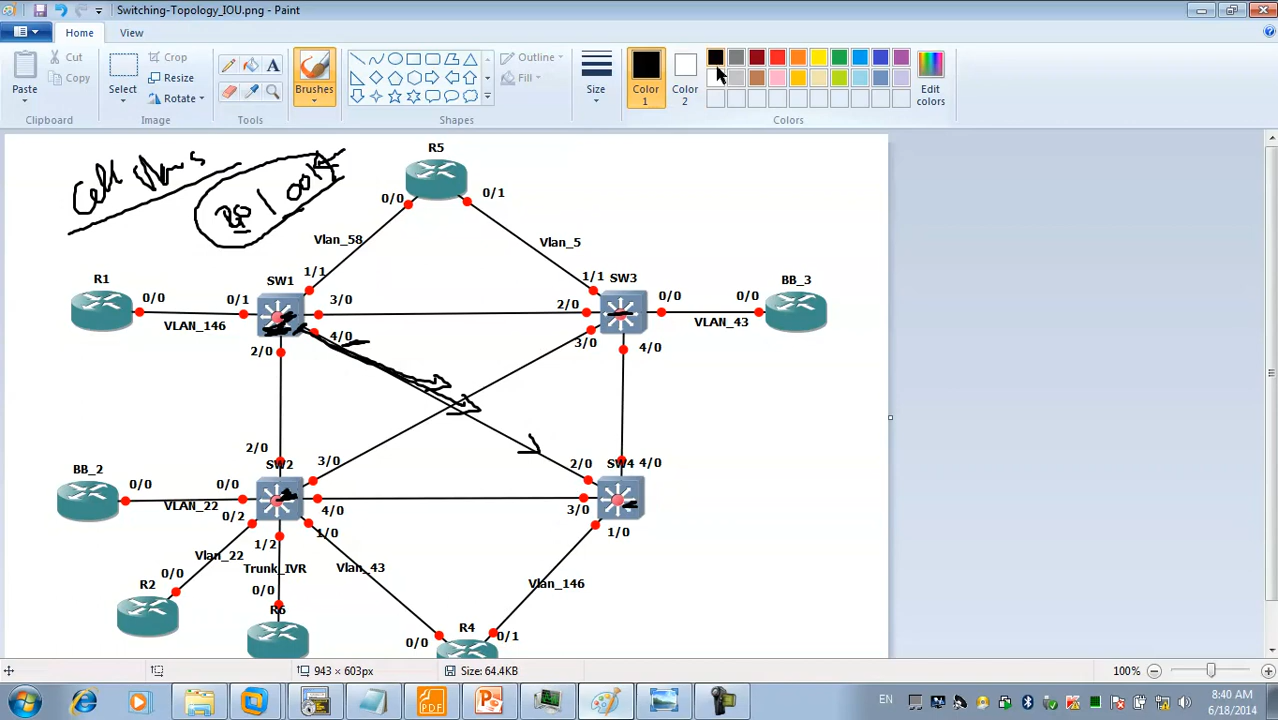 Switching-Topology_IOU.png - Paint
Home
View
Paste
Cut
Copy
Clipboard
Select
Crop
Resize
Rotate
Image
Tools
Brushes
Outline
Fill
Shapes
Size
Color 1
Color 2
Edit colors
Colors
R5
0/0
0/1
Vlan_58
Vlan_5
R1
0/0
0/1
VLAN_146
SW1
1/1
3/0
4/0
2/0
1/1
SW3
2/0
3/0
0/0
4/0
VLAN_43
BB_3
0/0
2/0
SW2
3/0
BB_2
0/0
0/0
VLAN_22
0/2
4/0
1/2
1/0
2/0
SW4
4/0
3/0
1/0
Vlan_22
Trunk_IVR
Vlan_43
Vlan_146
R2
0/0
0/0
R6
R4
0/0
0/1
943 × 603px
Size: 64.4KB
100%
EN
8:40 AM
6/18/2014